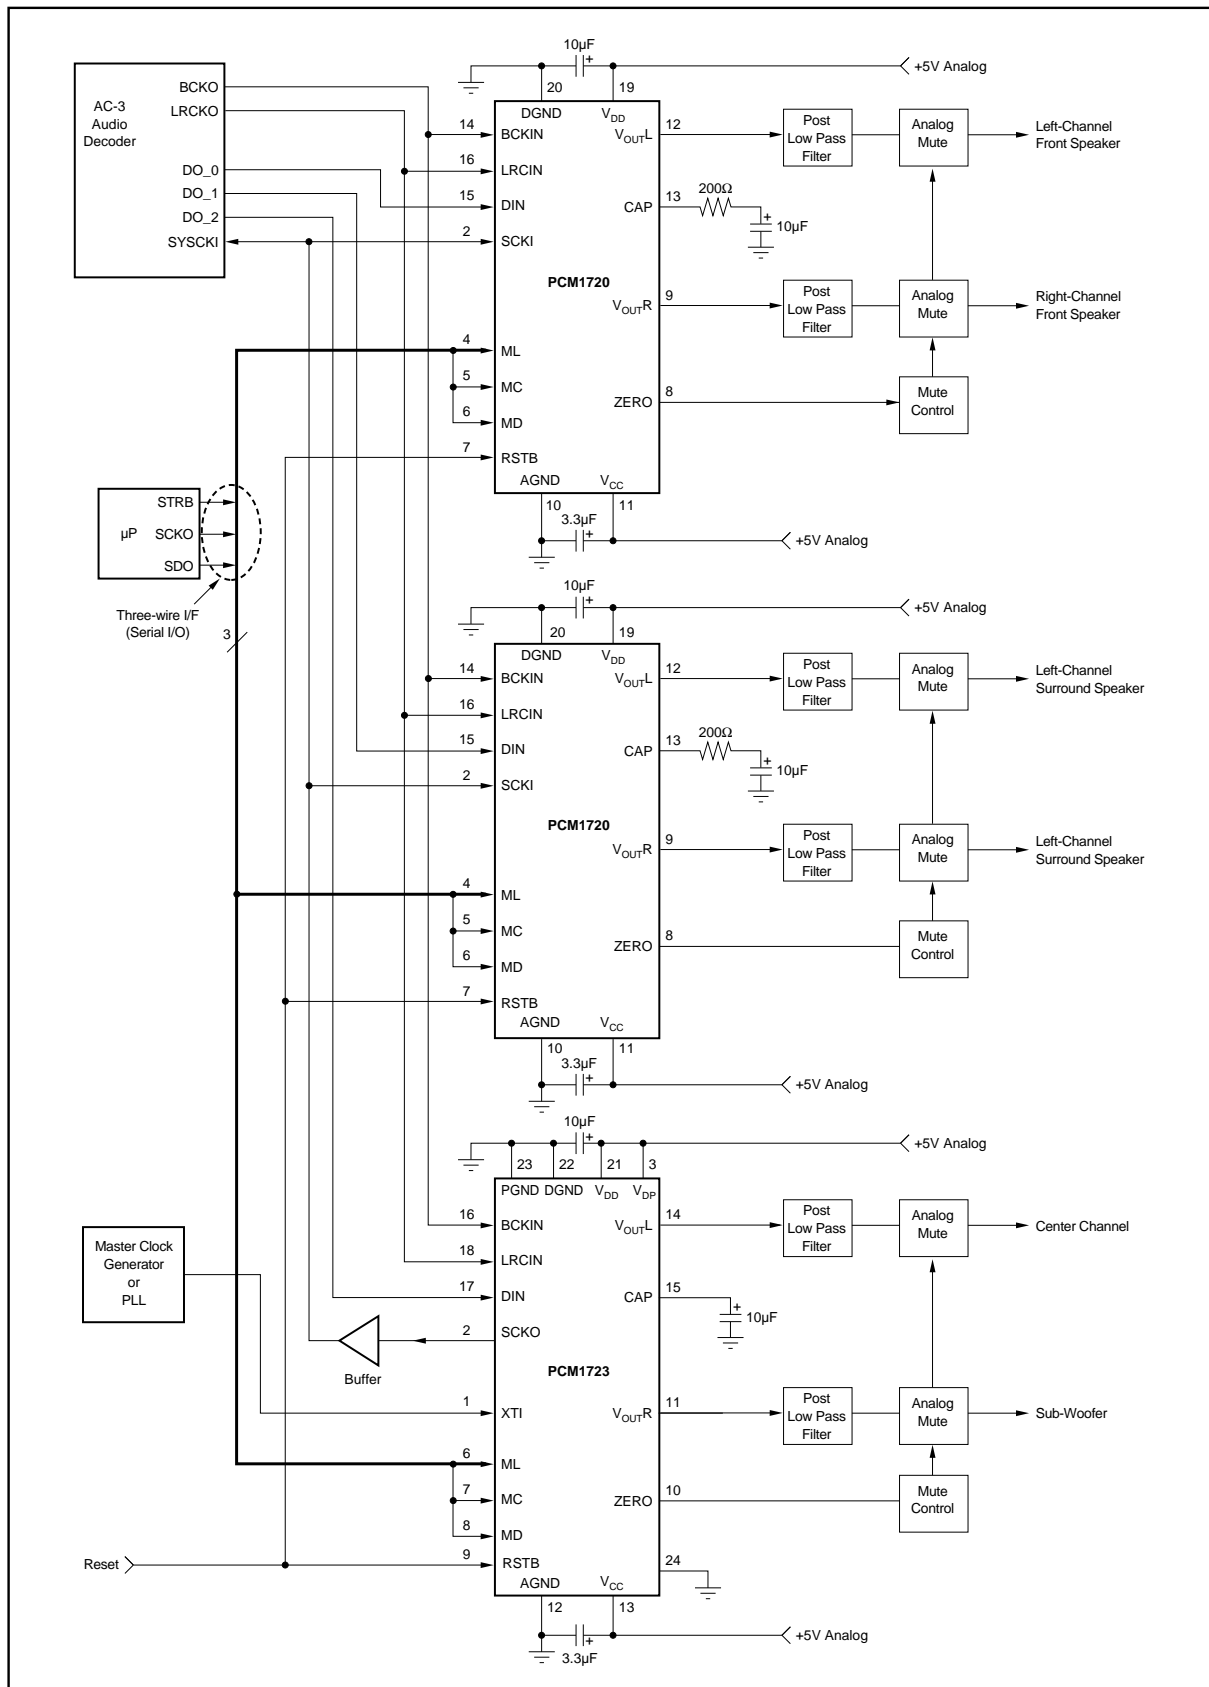 10µF
+
+5V Analog
AC-3
Audio
Decoder
BCKO
LRCKO
DO_0
DO_1
DO_2
SYSCKI
20
19
DGND
VDD
14
BCKIN
VOUTL
12
16
LRCIN
15
DIN
CAP
13
200Ω
+
10µF
2
SCKI
PCM1720
VOUTR
9
4
ML
5
MC
6
MD
ZERO
8
7
RSTB
AGND
VCC
10
11
3.3µF
+
+5V Analog
Post
Low Pass
Filter
Analog
Mute
Left-Channel
Front Speaker
Post
Low Pass
Filter
Analog
Mute
Right-Channel
Front Speaker
Mute
Control
µP
STRB
SCKO
SDO
Three-wire I/F
(Serial I/O)
3
10µF
+
+5V Analog
20
19
DGND
VDD
14
BCKIN
VOUTL
12
16
LRCIN
15
DIN
CAP
13
200Ω
+
10µF
2
SCKI
PCM1720
VOUTR
9
4
ML
5
MC
6
MD
ZERO
8
7
RSTB
AGND
VCC
10
11
3.3µF
+
+5V Analog
Post
Low Pass
Filter
Analog
Mute
Left-Channel
Surround Speaker
Post
Low Pass
Filter
Analog
Mute
Left-Channel
Surround Speaker
Mute
Control
10µF
+
+5V Analog
23
22
21
3
PGND
DGND
VDD
VDP
16
BCKIN
VOUTL
14
18
LRCIN
17
DIN
CAP
15
+
10µF
2
SCKO
PCM1723
1
XTI
VOUTR
11
6
ML
7
MC
8
MD
ZERO
10
9
RSTB
24
AGND
VCC
12
13
3.3µF
+
+5V Analog
Master Clock
Generator
or
PLL
Buffer
Reset
Post
Low Pass
Filter
Analog
Mute
Center Channel
Post
Low Pass
Filter
Analog
Mute
Sub-Woofer
Mute
Control